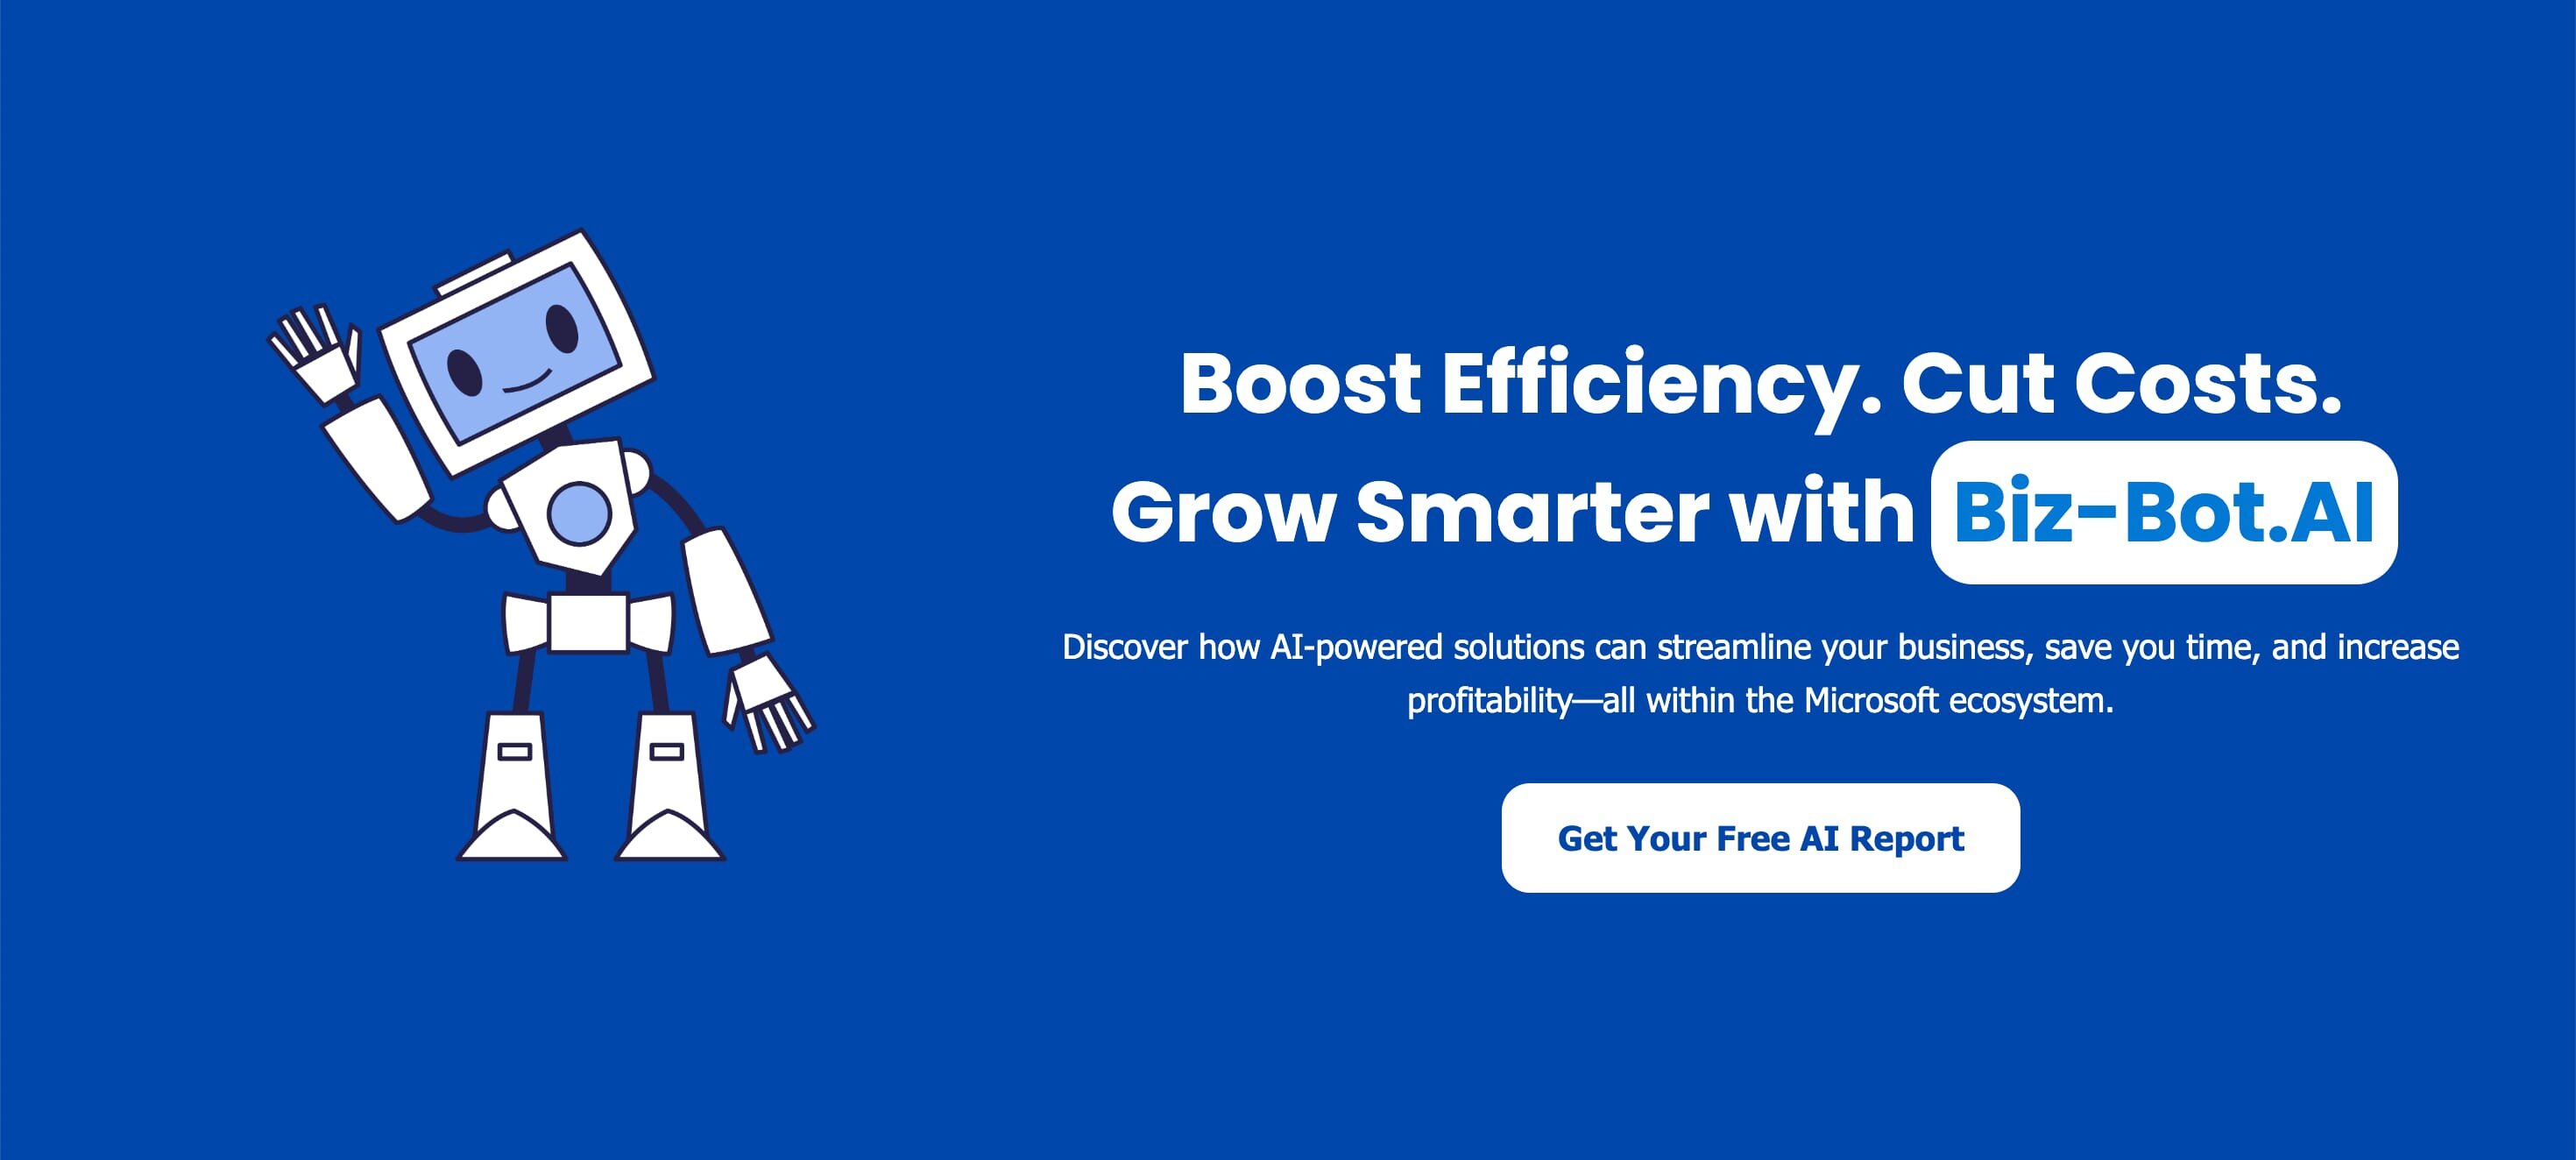 Boost Efficiency. Cut Costs.
Grow Smarter with Biz-Bot.AI
Discover how AI-powered solutions can streamline your business, save you time, and increase
profitability—all within the Microsoft ecosystem.
Get Your Free AI Report